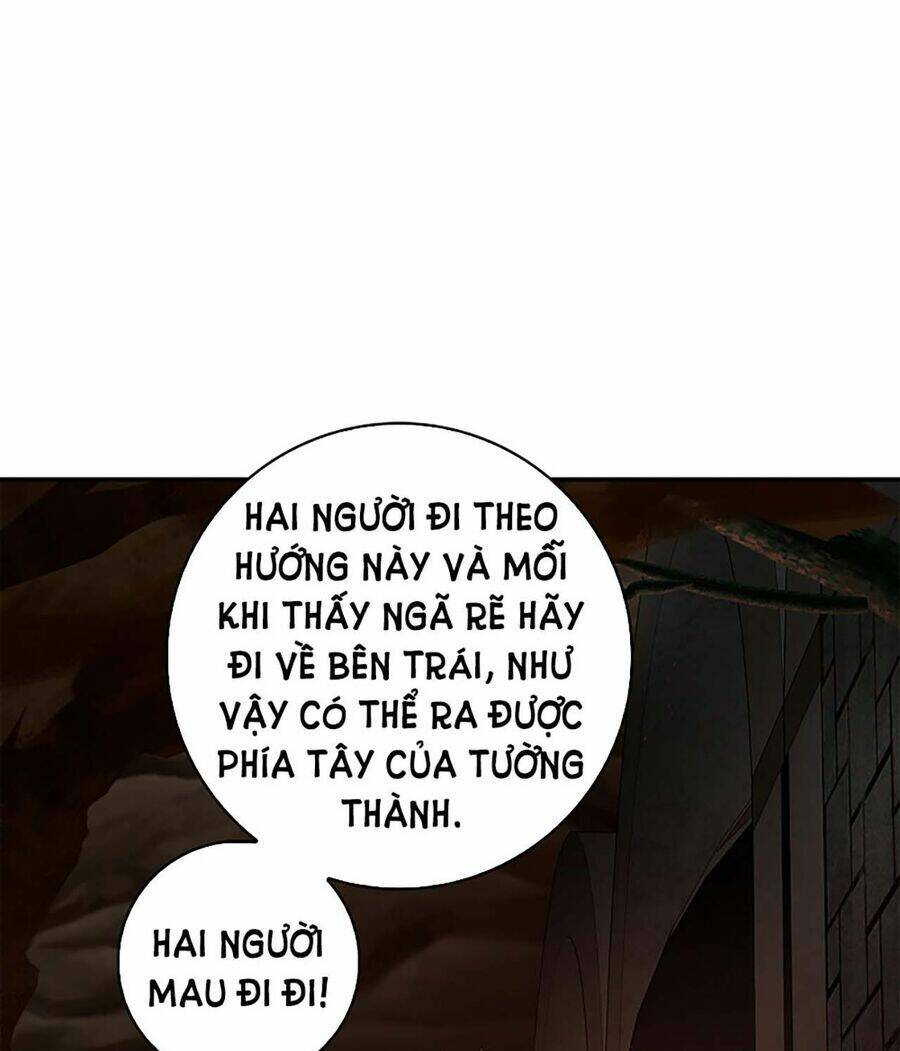 HAI NGƯỜI ĐI THEO
HƯỚNG NÀY VÀ MỖI
KHI THẤY NGÃ RẼ HÃY
ĐI VỀ BÊN TRÁI, NHƯ
VẬY CÓ THỂ RA ĐƯỢC
PHÍA TÂY CỦA TƯỜNG
THÀNH.
HAI NGƯỜI
MAU ĐI ĐI!